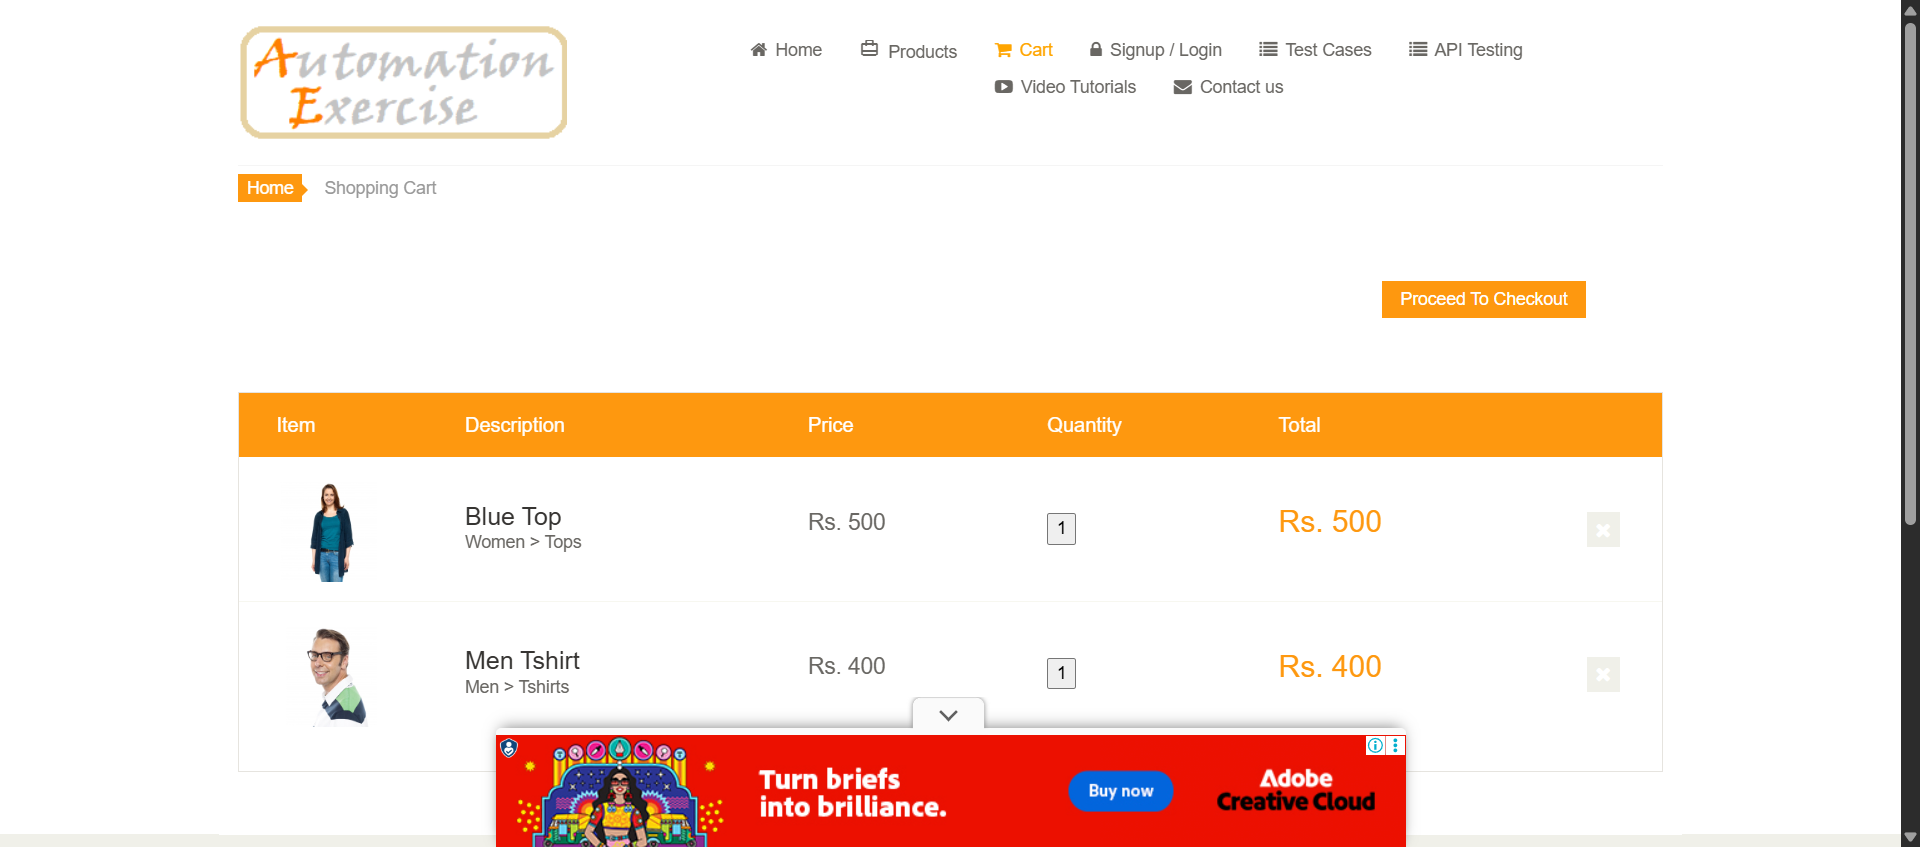 Automation
Exercise
Home
Products
Cart
Signup / Login
Test Cases
API Testing
Video Tutorials
Contact us
Home
Shopping Cart
Proceed To Checkout
Item Description Price Quantity Total
Blue Top
Women > Tops
Rs. 500
1
Rs. 500
Men Tshirt
Men > Tshirts
Rs. 400
1
Rs. 400
Turn briefs
into brilliance.
Buy now
Adobe
Creative Cloud